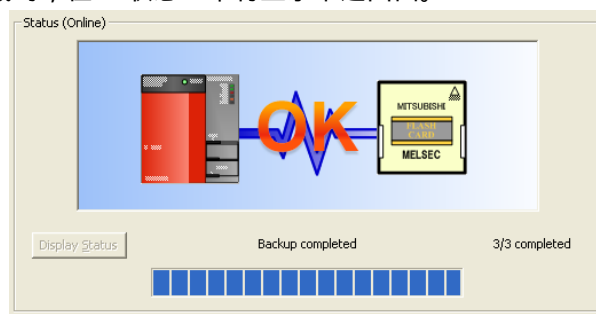 Status (Online)
OK
MITSUBISHI
FLASH
CARD
MELSEC
Display Status
Backup completed
3/3 completed